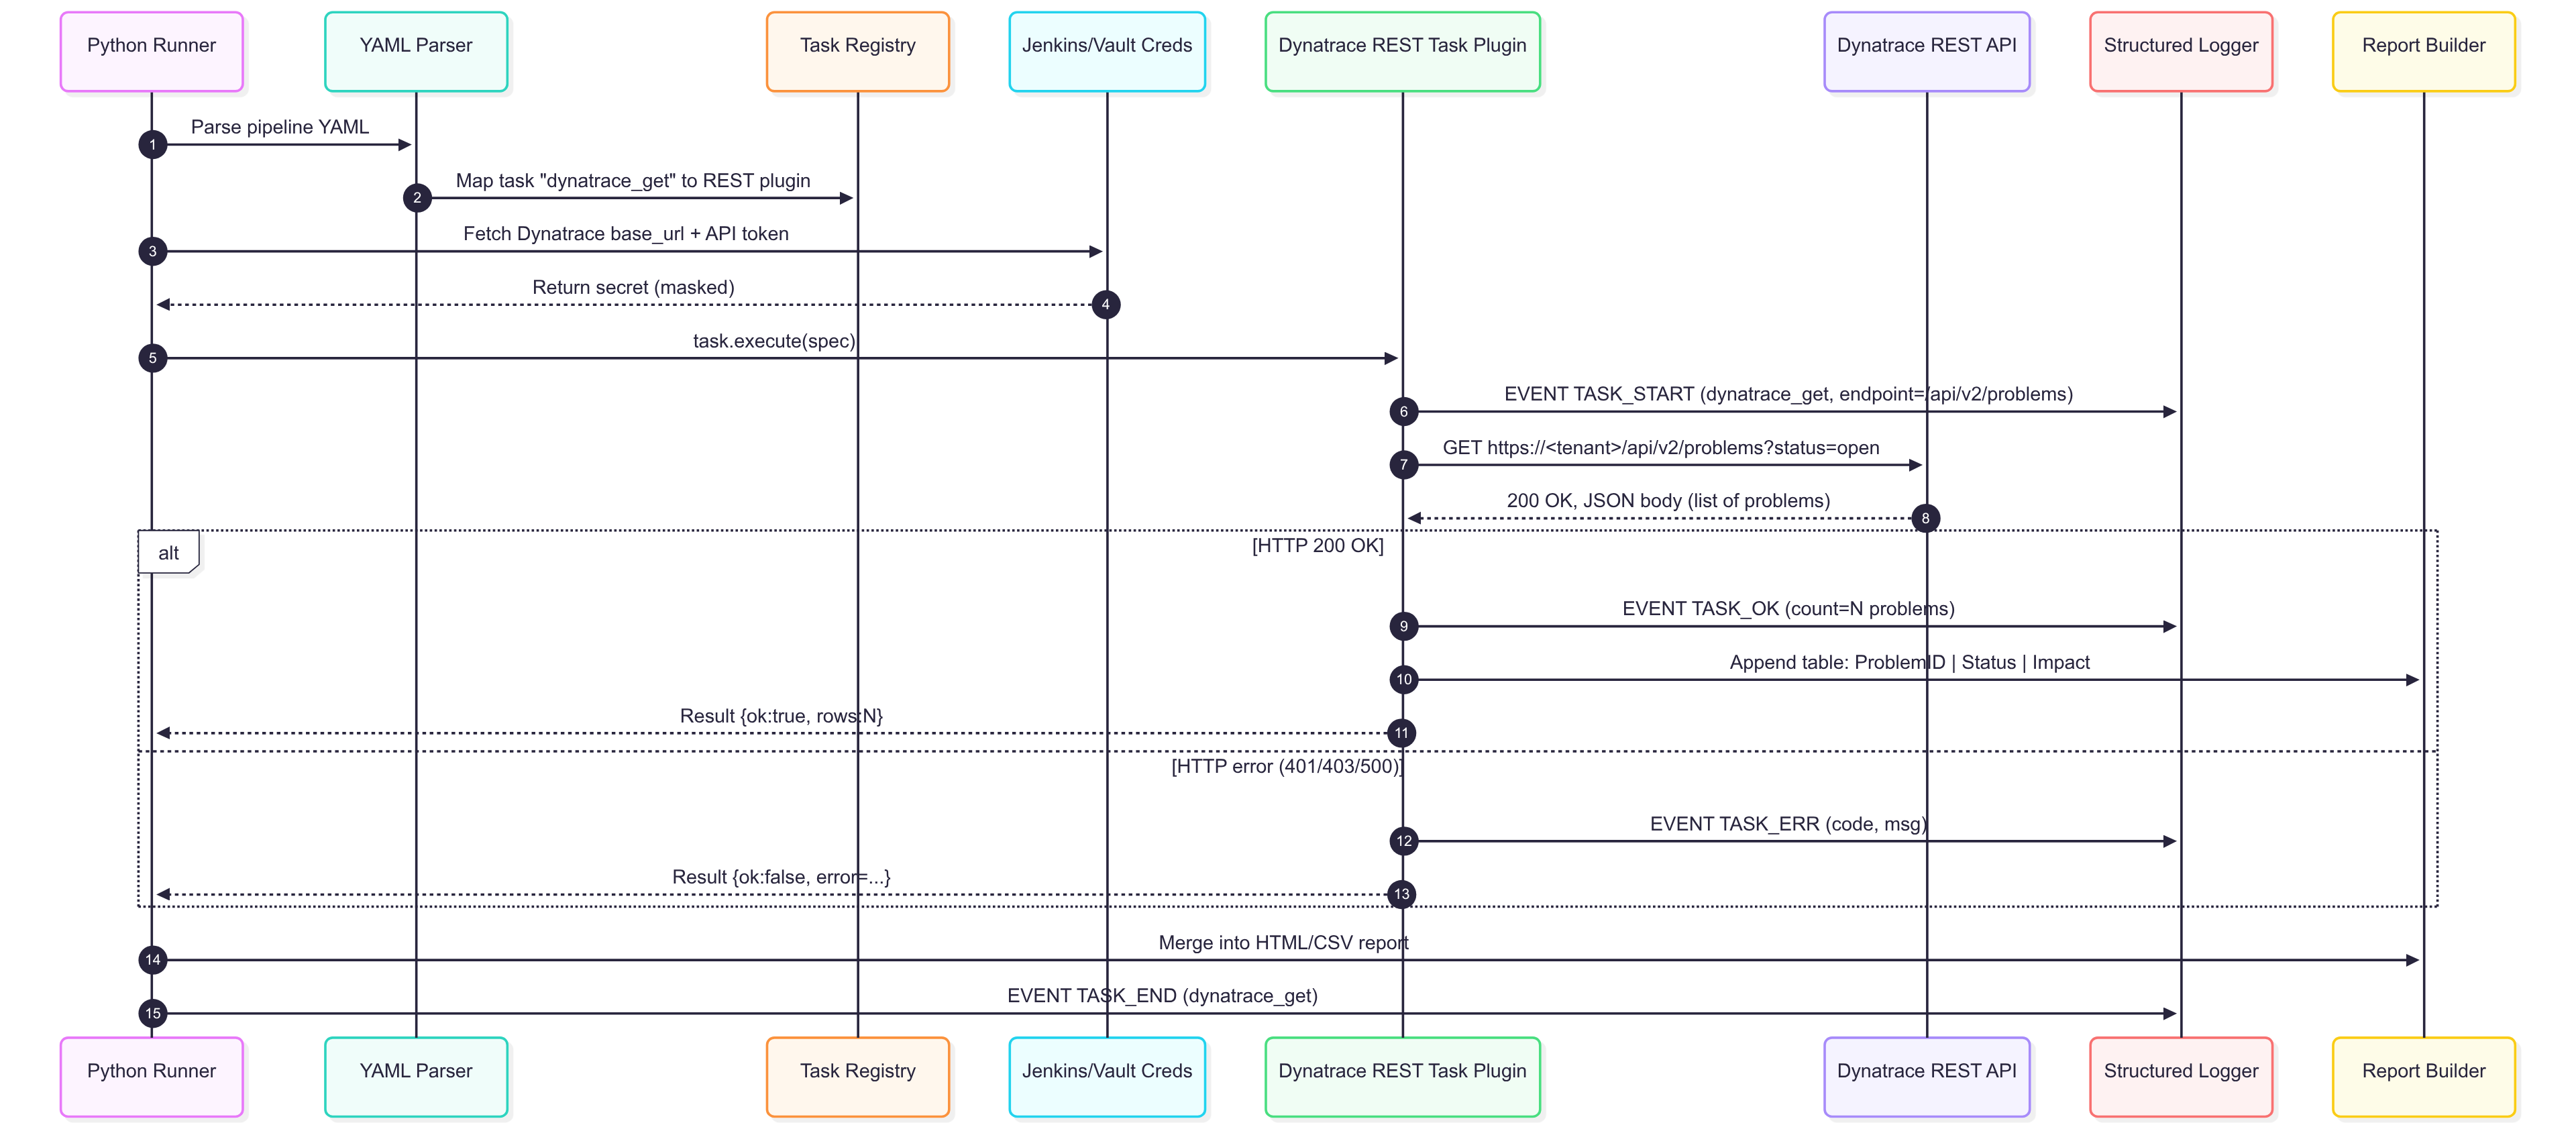 Python Runner
YAML Parser
Task Registry
Jenkins/Vault Creds
Dynatrace REST Task Plugin
Dynatrace REST API
Structured Logger
Report Builder
Parse pipeline YAML
1
Map task "dynatrace_get" to REST plugin
2
Fetch Dynatrace base_url + API token
3
Return secret (masked)
4
task.execute(spec)
5
EVENT TASK_START (dynatrace_get, endpoint=/api/v2/problems)
6
GET https://<tenant>/api/v2/problems?status=open
7
200 OK, JSON body (list of problems)
8
alt
[HTTP 200 OK]
EVENT TASK_OK (count=N problems)
9
Append table: ProblemID | Status | Impact
10
Result {ok:true, rows:N}
11
[HTTP error (401/403/500)]
EVENT TASK_ERR (code, msg)
12
Result {ok:false, error=...}
13
Merge into HTML/CSV report
14
EVENT TASK_END (dynatrace_get)
15
Python Runner
YAML Parser
Task Registry
Jenkins/Vault Creds
Dynatrace REST Task Plugin
Dynatrace REST API
Structured Logger
Report Builder